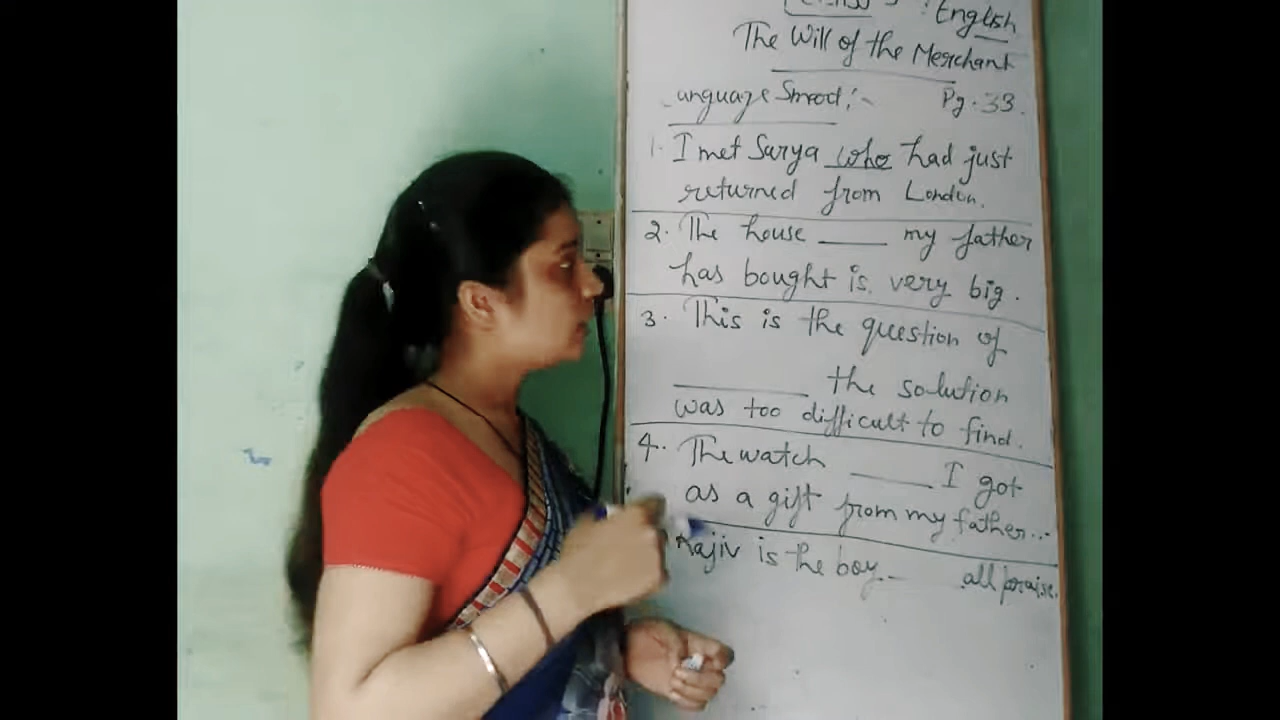 : English
The Will of the Merchant
anguage Smart:- Pg. 33.
1. I met Surya who had just
returned from London.
2. The house ____ my father
has bought is very big.
3. This is the question of
____ the solution
was too difficult to find.
4. The watch ____ I got
as a gift from my father...
Rajiv is the boy ____ all praise.